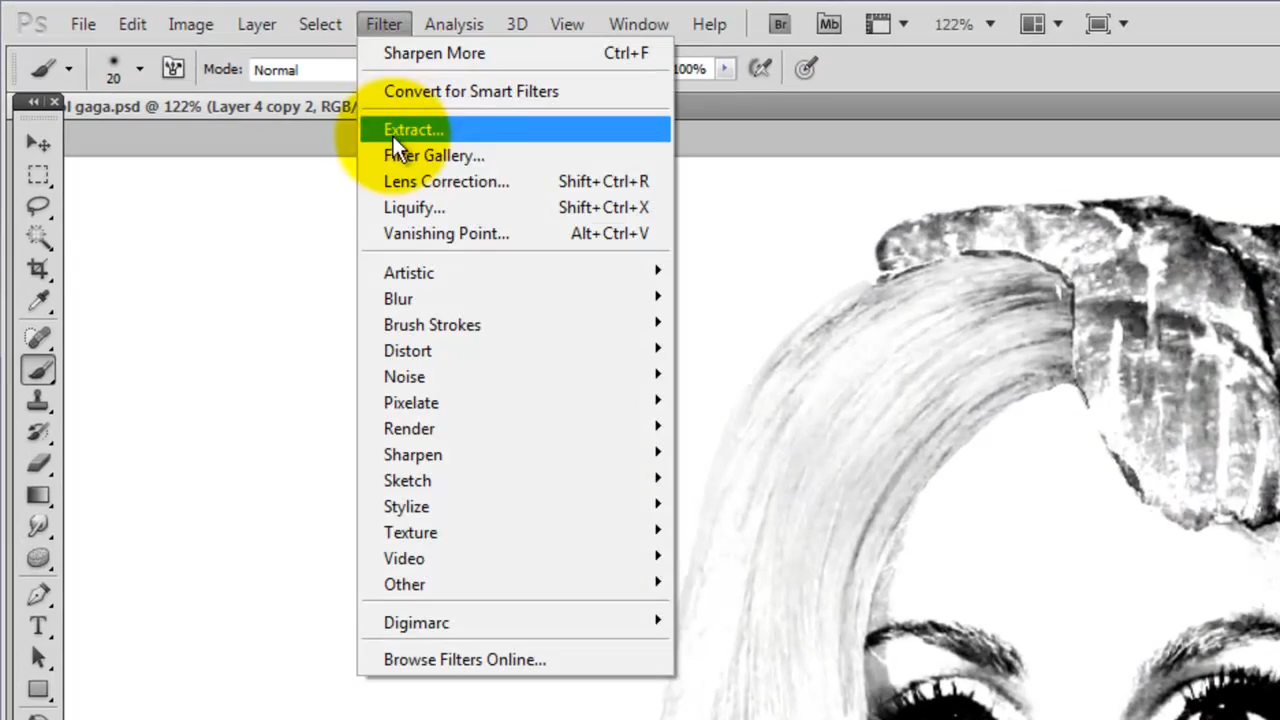 Ps File Edit Image Layer Select Filter Analysis 3D View Window Help Br Mb 122%
20 Mode: Normal 100%
l gaga.psd @ 122% (Layer 4 copy 2, RGB/
Sharpen More Ctrl+F
Convert for Smart Filters
Extract...
Filter Gallery...
Lens Correction... Shift+Ctrl+R
Liquify... Shift+Ctrl+X
Vanishing Point... Alt+Ctrl+V
Artistic
Blur
Brush Strokes
Distort
Noise
Pixelate
Render
Sharpen
Sketch
Stylize
Texture
Video
Other
Digimarc
Browse Filters Online...
T